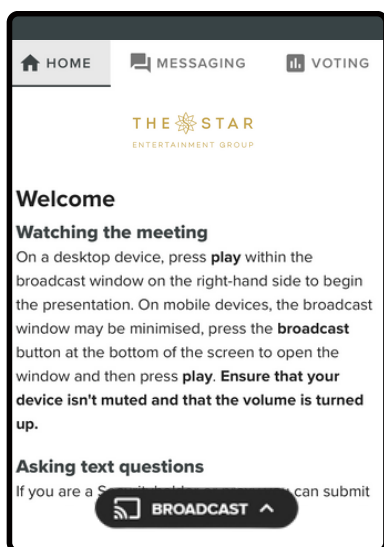 HOME MESSAGING VOTING
THE STAR
ENTERTAINMENT GROUP
Welcome
Watching the meeting
On a desktop device, press play within the
broadcast window on the right-hand side to begin
the presentation. On mobile devices, the broadcast
window may be minimised, press the broadcast
button at the bottom of the screen to open the
window and then press play. Ensure that your
device isn't muted and that the volume is turned
up.
Asking text questions
If you are a can submit
BROADCAST